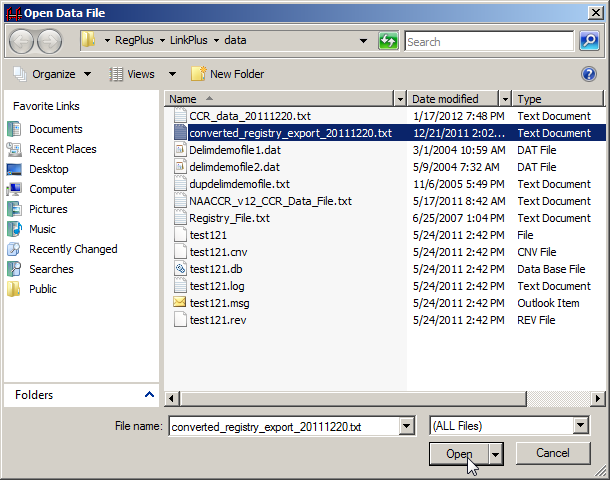 Open Data File
RegPlus LinkPlus data
Search
Organize Views New Folder
Favorite Links
Documents
Recent Places
Desktop
Computer
Pictures
Music
Recently Changed
Searches
Public
Folders
Name Date modified Type
CCR_data_20111220.txt 1/17/2012 7:48 PM Text Document
converted_registry_export_20111220.txt 12/21/2011 2:02... Text Document
Delimdemofile1.dat 3/1/2004 10:59 AM DAT File
delimdemofile2.dat 5/9/2004 7:32 AM DAT File
dupdelimdemofile.txt 11/6/2005 5:49 PM Text Document
NAACCR_v12_CCR_Data_File.txt 5/17/2011 8:42 AM Text Document
Registry_File.txt 6/25/2007 1:04 PM Text Document
test121 5/24/2011 2:42 PM File
test121.cnv 5/24/2011 2:42 PM CNV File
test121.db 5/24/2011 2:42 PM Data Base File
test121.log 5/24/2011 2:42 PM Text Document
test121.msg 5/24/2011 2:42 PM Outlook Item
test121.rev 5/24/2011 2:42 PM REV File
File name: converted_registry_export_20111220.txt (ALL Files)
Open Cancel